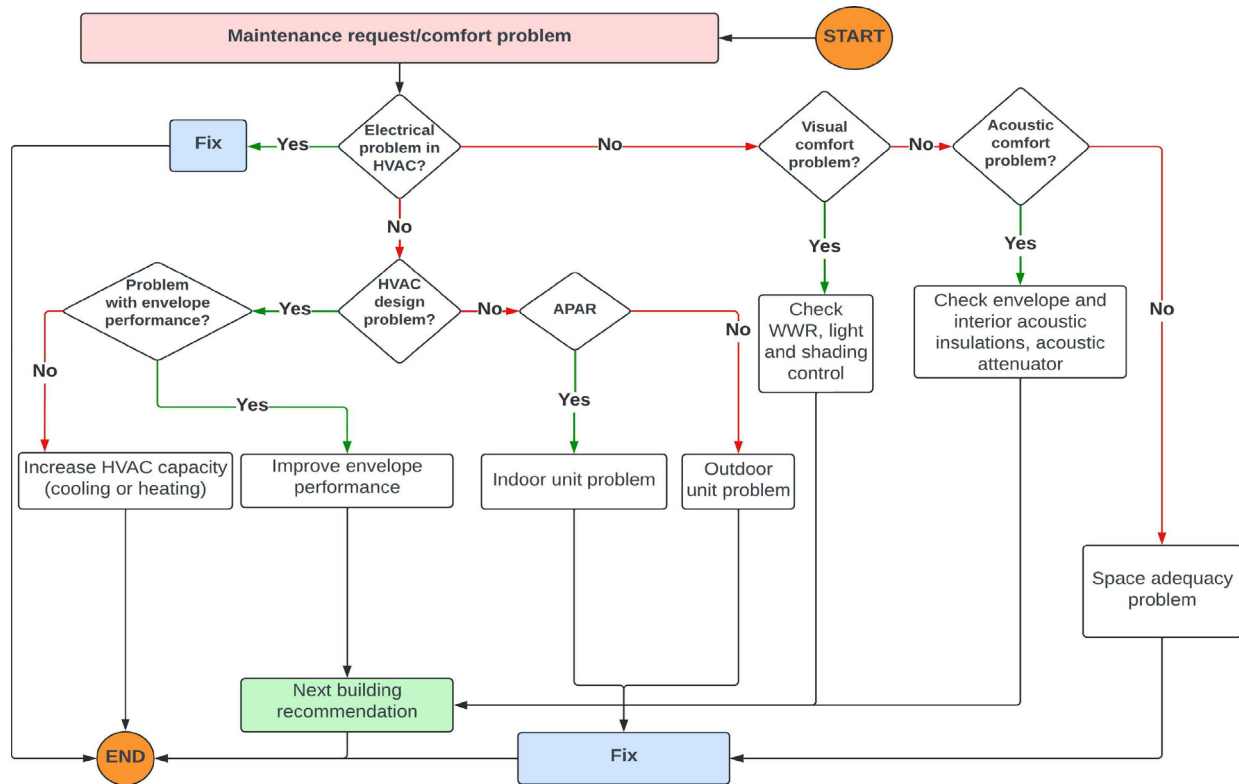 Maintenance request/comfort problem
START
Fix
Yes
Electrical
problem in
HVAC?
No
Visual
comfort
problem?
No
Acoustic
comfort
problem?
No
Yes
Yes
Problem
with envelope
performance?
Yes
HVAC
design
problem?
No
APAR
No
Check
WWR, light
and shading
control
Check envelope and
interior acoustic
insulations, acoustic
attenuator
No
No
Yes
Yes
Increase HVAC capacity
(cooling or heating)
Improve envelope
performance
Indoor unit problem
Outdoor
unit problem
Space adequacy
problem
Next building
recommendation
END
Fix